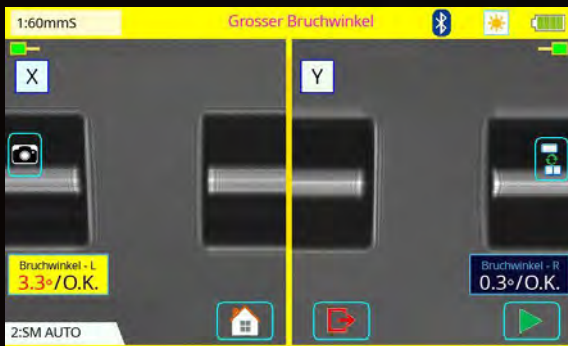 1:60mmS
Grosser Bruchwinkel
X
Y
Bruchwinkel - L
3.3°/O.K.
Bruchwinkel - R
0.3°/O.K.
2:SM AUTO